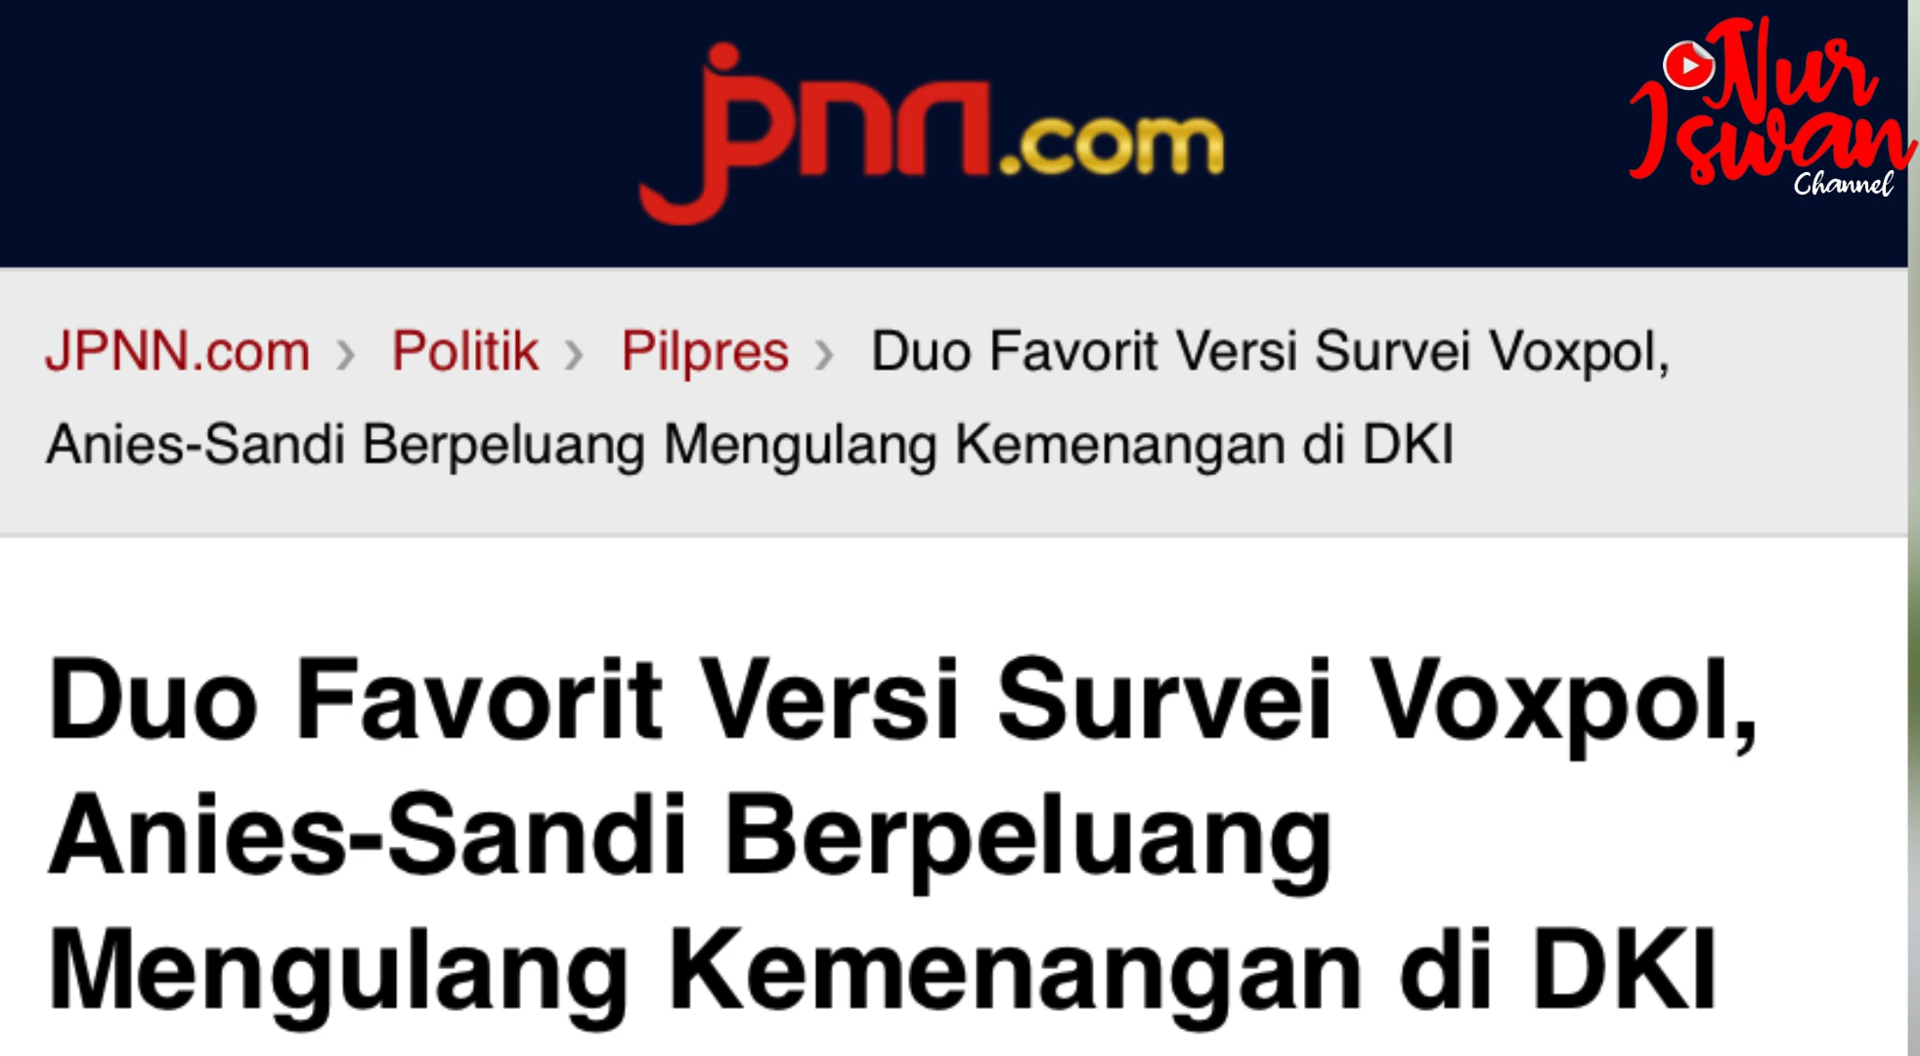 jpnn.com
Nur
Iswan
Channel
JPNN.com › Politik › Pilpres › Duo Favorit Versi Survei Voxpol,
Anies-Sandi Berpeluang Mengulang Kemenangan di DKI
Duo Favorit Versi Survei Voxpol,
Anies-Sandi Berpeluang
Mengulang Kemenangan di DKI